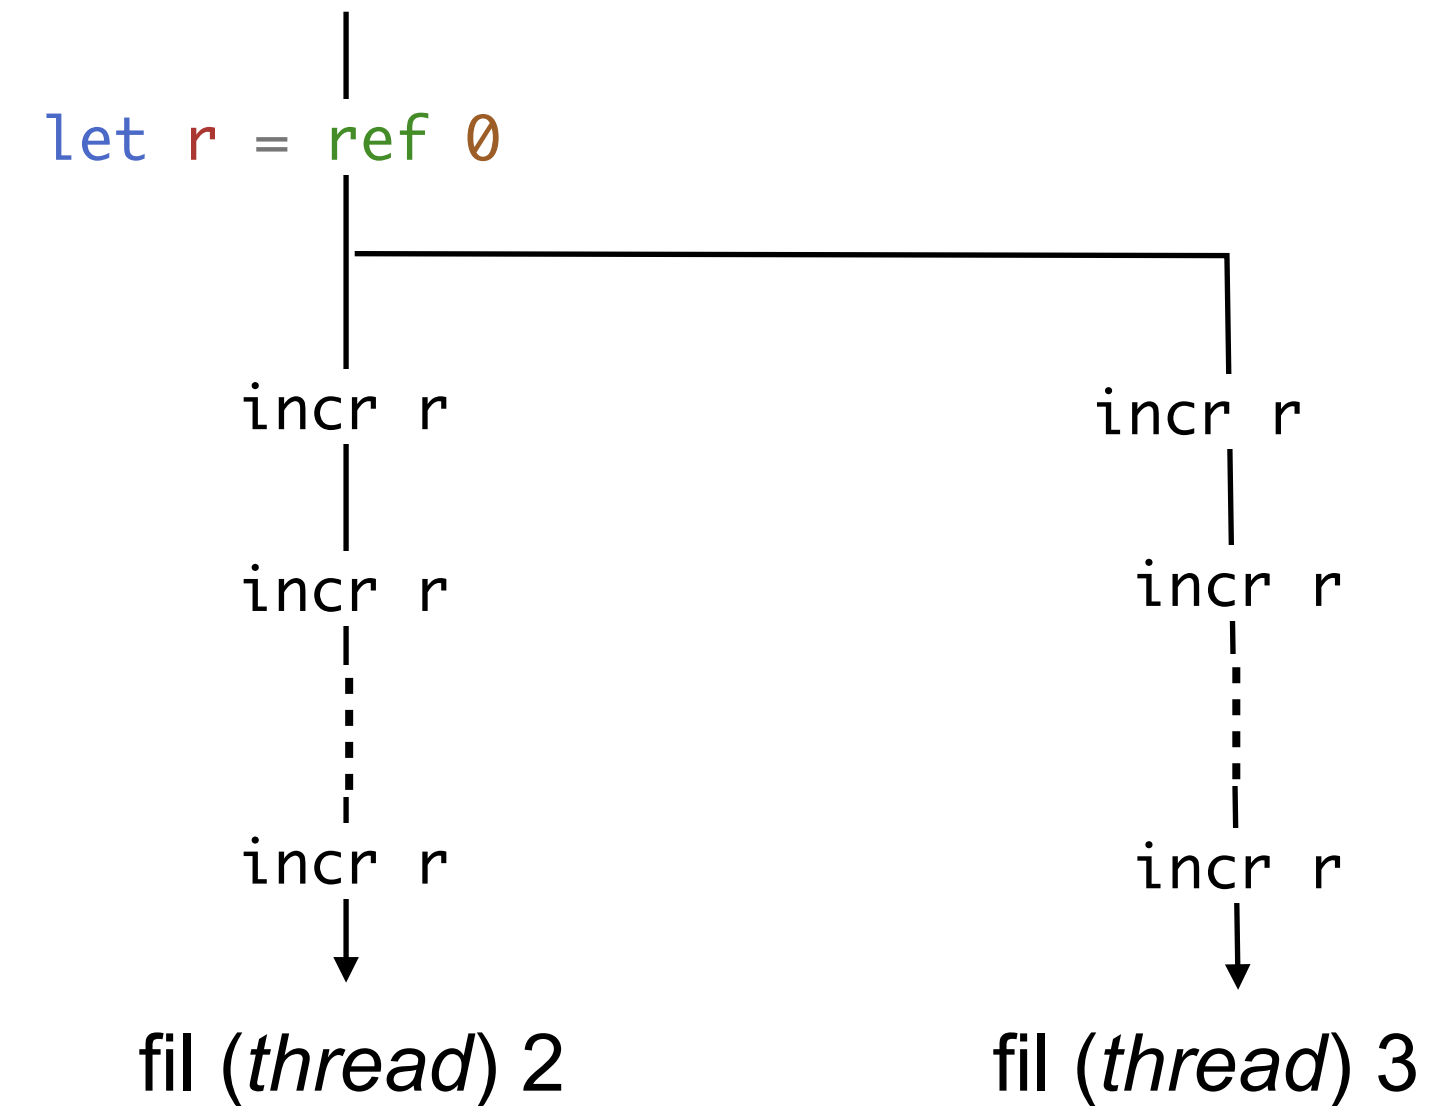 let r = ref 0
incr r
incr r
incr r
incr r
incr r
incr r
fil (thread) 2
fil (thread) 3